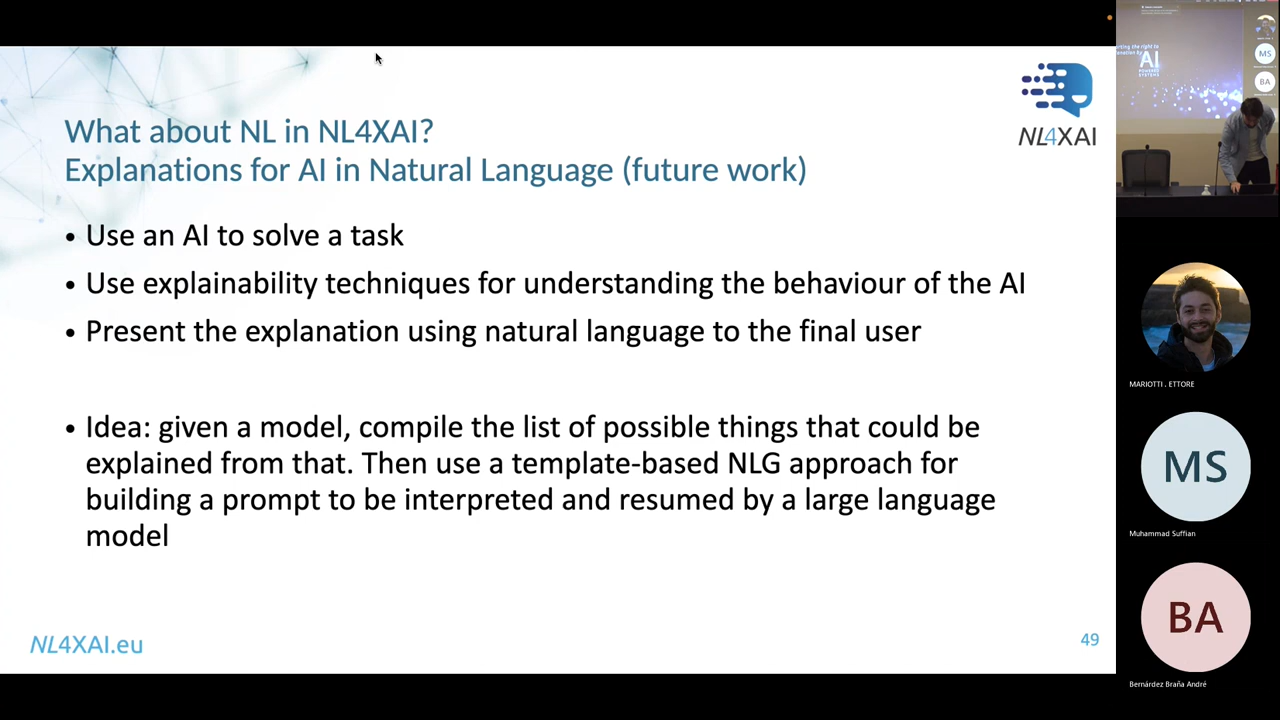 What about NL in NL4XAI?
Explanations for AI in Natural Language (future work)
• Use an AI to solve a task
• Use explainability techniques for understanding the behaviour of the AI
• Present the explanation using natural language to the final user
• Idea: given a model, compile the list of possible things that could be
explained from that. Then use a template-based NLG approach for
building a prompt to be interpreted and resumed by a large language
model
NL4XAI.eu
49
NL4XAI
AI
MS
BA
MARIOTTI . ETTORE
MS
Muhammad Suffian
BA
Bernárdez Braña André